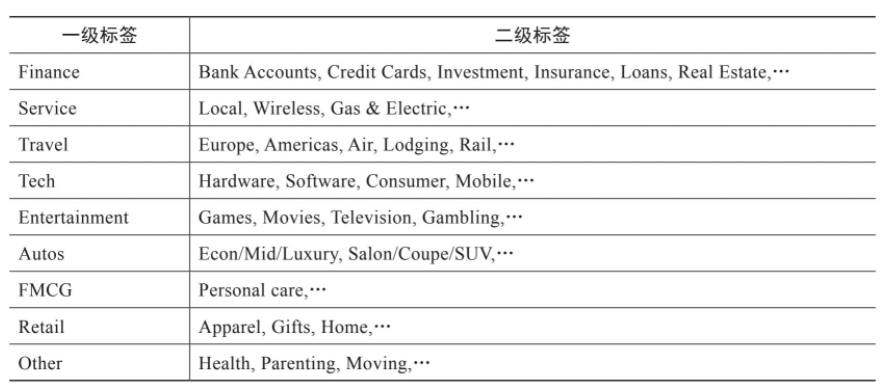 一级标签 二级标签
Finance Bank Accounts, Credit Cards, Investment, Insurance, Loans, Real Estate,···
Service Local, Wireless, Gas & Electric,···
Travel Europe, Americas, Air, Lodging, Rail,···
Tech Hardware, Software, Consumer, Mobile,···
Entertainment Games, Movies, Television, Gambling,···
Autos Econ/Mid/Luxury, Salon/Coupe/SUV,···
FMCG Personal care,···
Retail Apparel, Gifts, Home,···
Other Health, Parenting, Moving,···